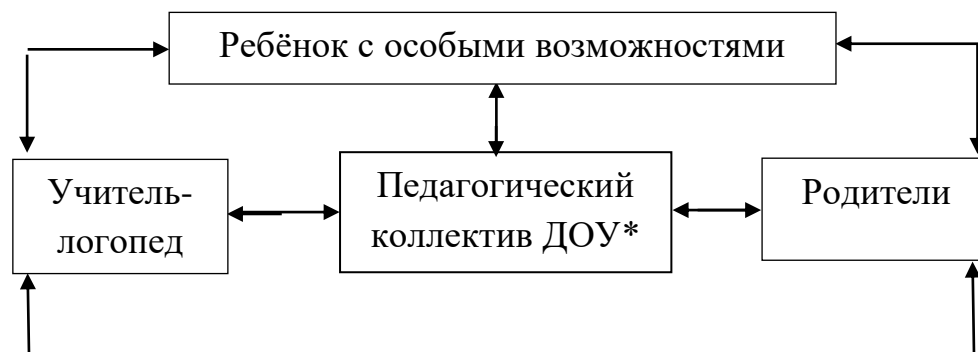 Ребёнок с особыми возможностями
Учитель-
логопед
Педагогический
коллектив ДОУ*
Родители